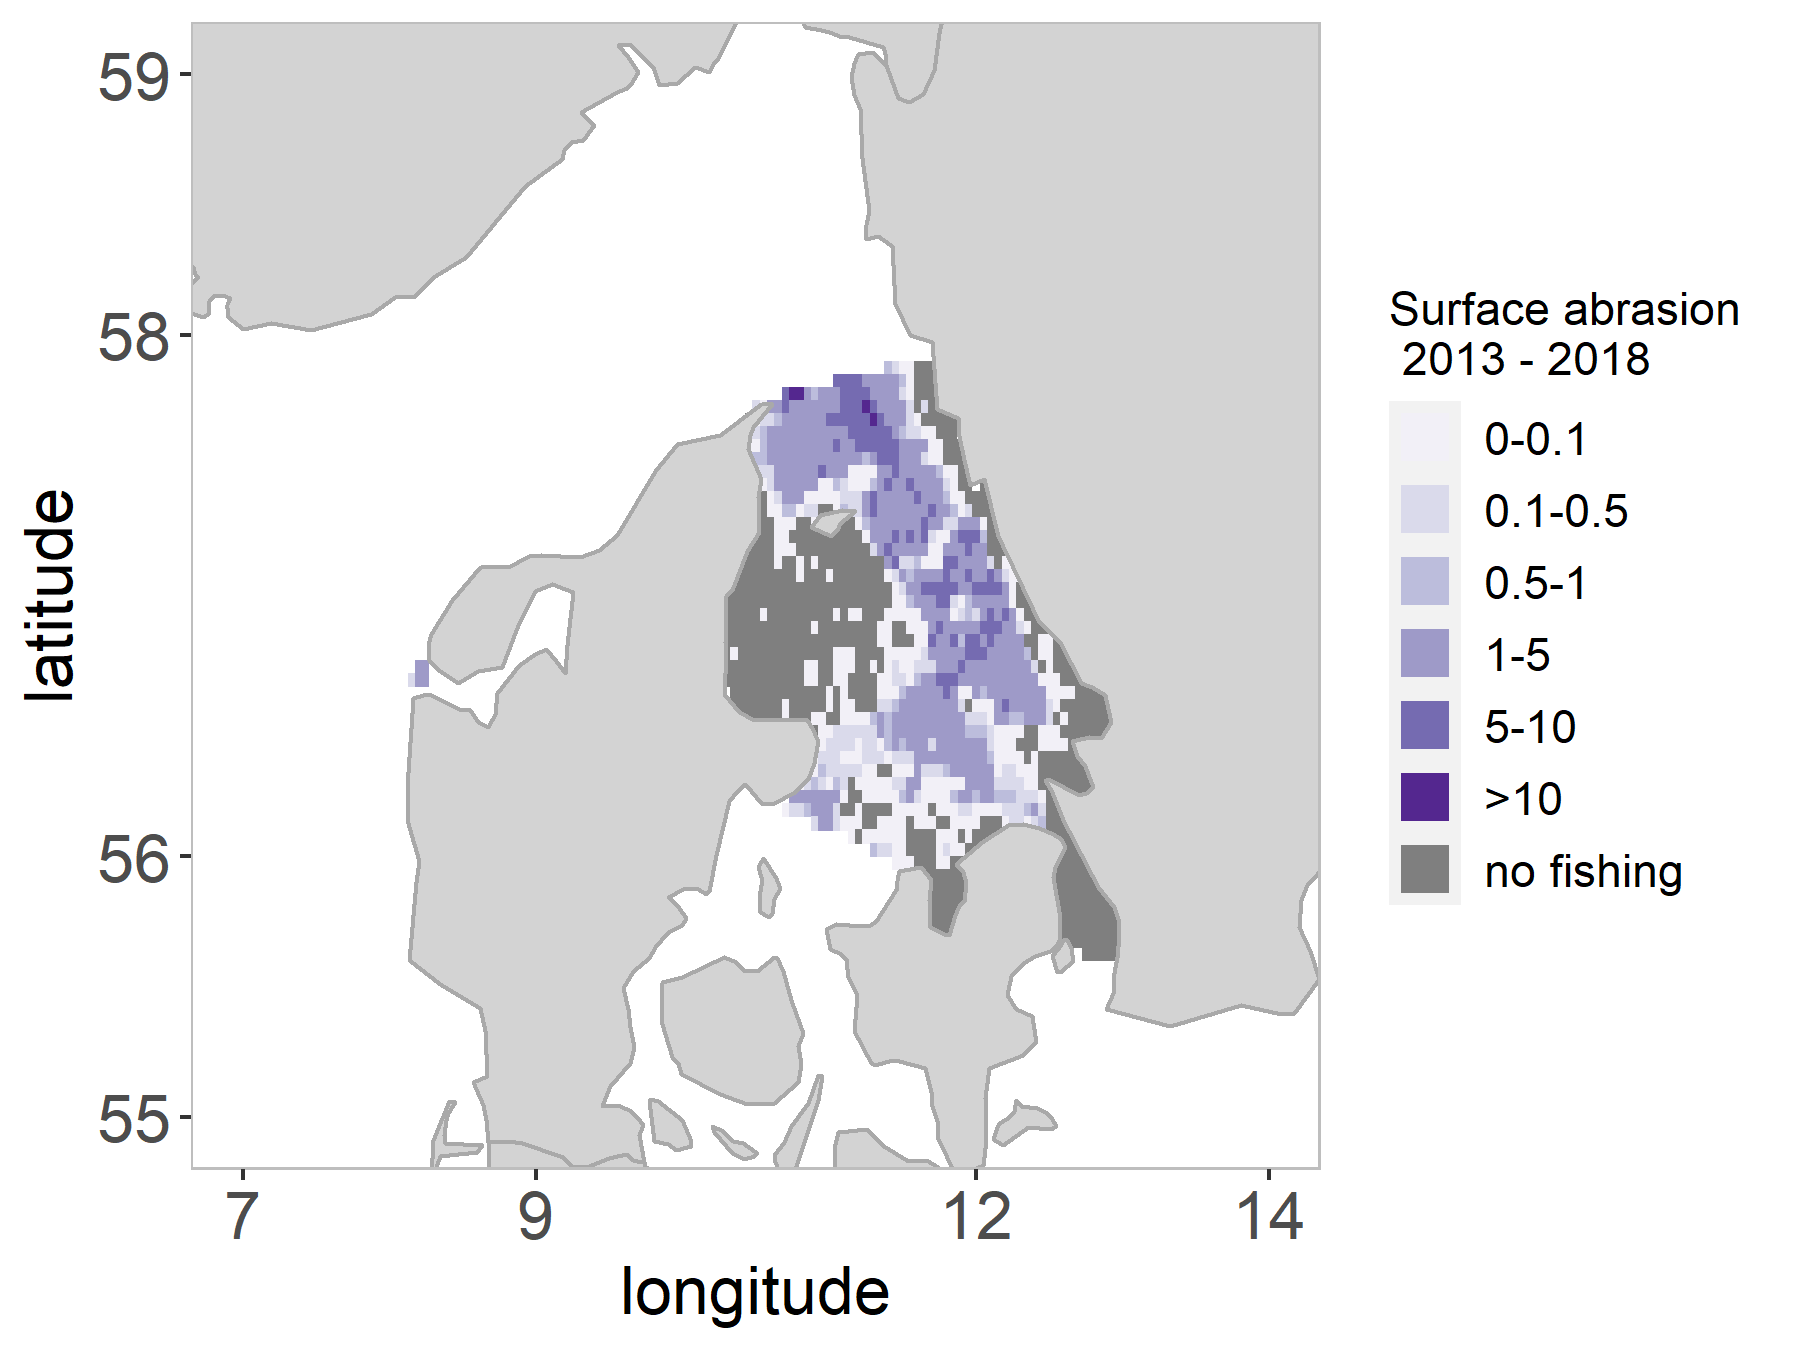 59
58
56
55
latitude
7
9
12
14
longitude
Surface abrasion
2013 - 2018
0-0.1
0.1-0.5
0.5-1
1-5
5-10
>10
no fishing